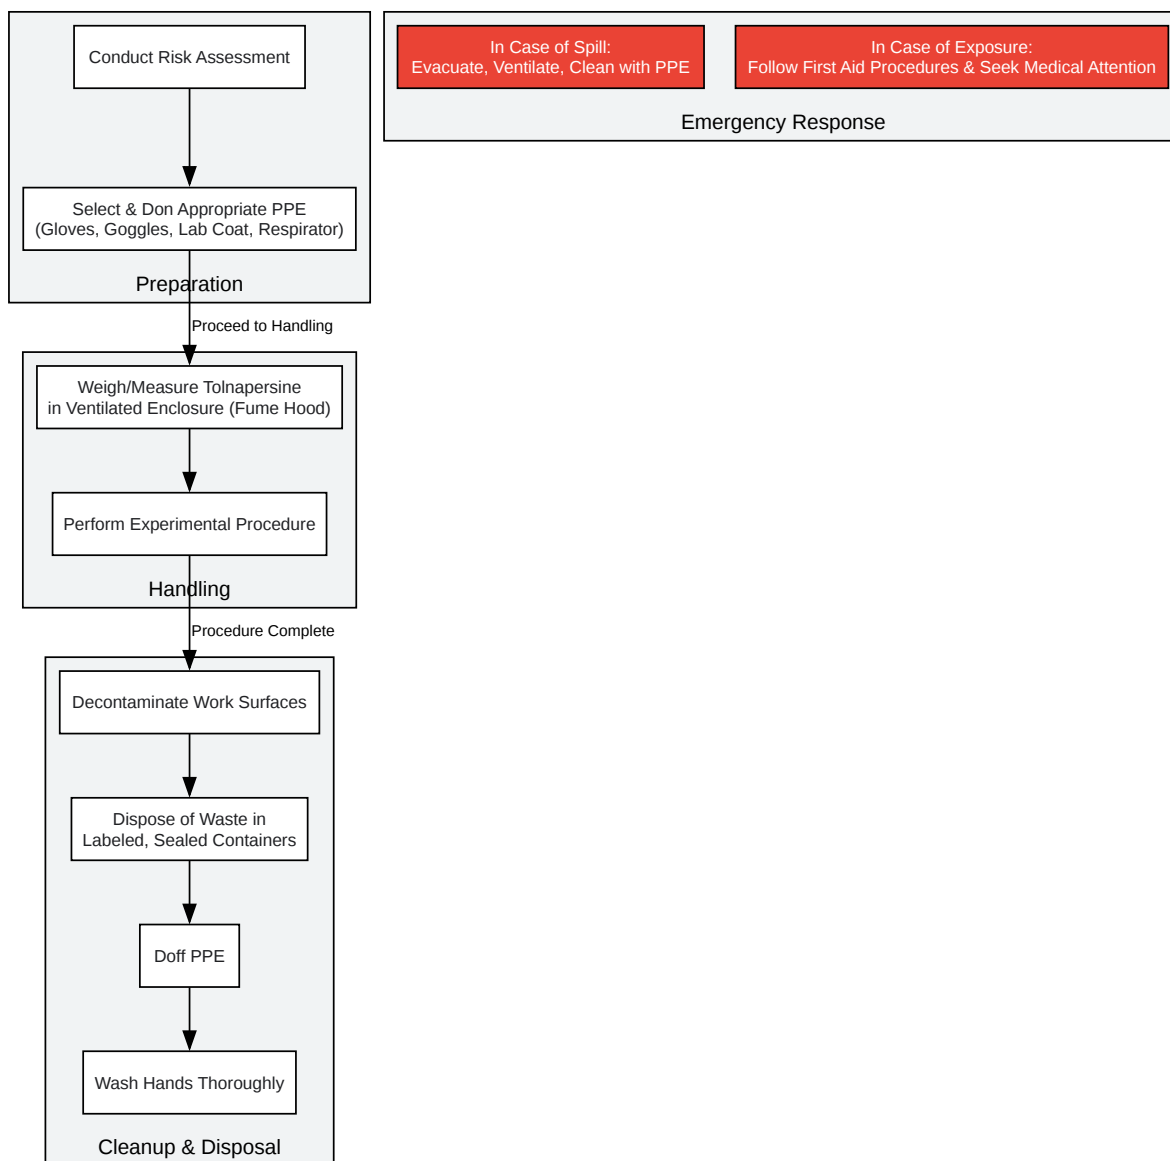 Conduct Risk Assessment
Select & Don Appropriate PPE
(Gloves, Goggles, Lab Coat, Respirator)
Preparation
Proceed to Handling
Weigh/Measure Tolnapersine
in Ventilated Enclosure (Fume Hood)
Perform Experimental Procedure
Handling
Procedure Complete
Decontaminate Work Surfaces
Dispose of Waste in
Labeled, Sealed Containers
Doff PPE
Wash Hands Thoroughly
Cleanup & Disposal
In Case of Spill:
Evacuate, Ventilate, Clean with PPE
In Case of Exposure:
Follow First Aid Procedures & Seek Medical Attention
Emergency Response